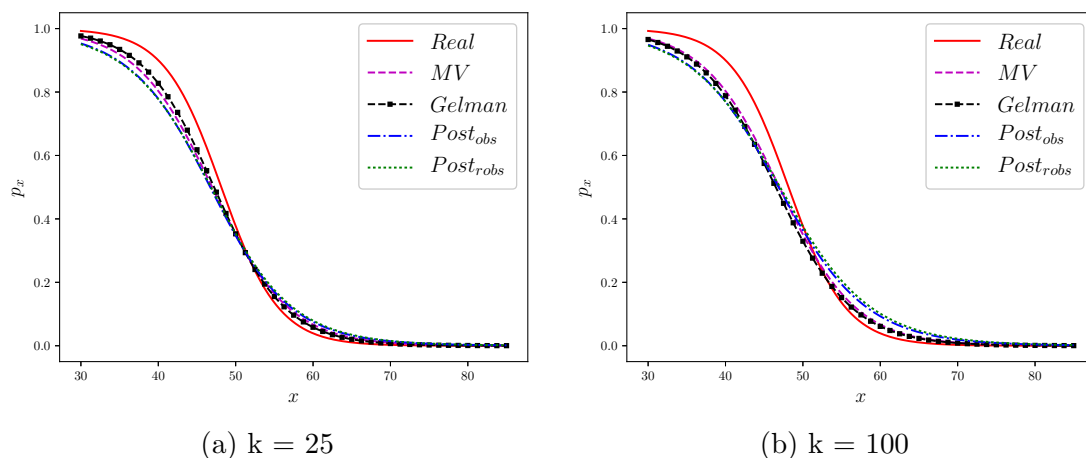 1.0
0.8
0.6
0.4
0.2
0.0
p_x
30 40 50 60 70 80
x
Real
MV
Gelman
Post_obs
Post_robs
(a) k = 25
1.0
0.8
0.6
0.4
0.2
0.0
p_x
30 40 50 60 70 80
x
Real
MV
Gelman
Post_obs
Post_robs
(b) k = 100